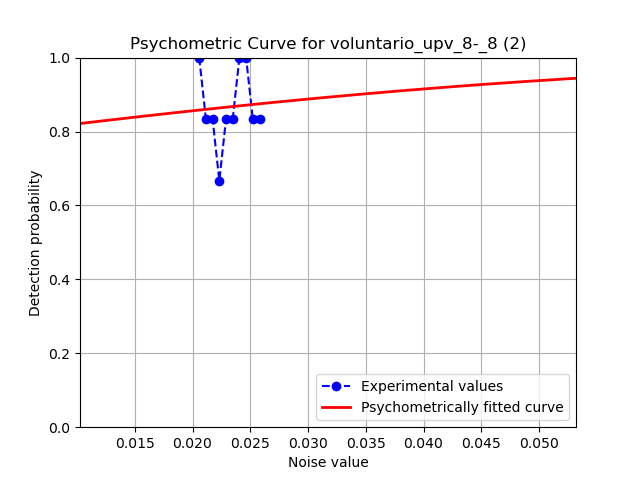 Psychometric Curve for voluntario_upv_8-_8 (2)
1.0
0.8
0.6
0.4
0.2
0.0
Detection probability
0.015 0.020 0.025 0.030 0.035 0.040 0.045 0.050
Noise value
Experimental values
Psychometrically fitted curve